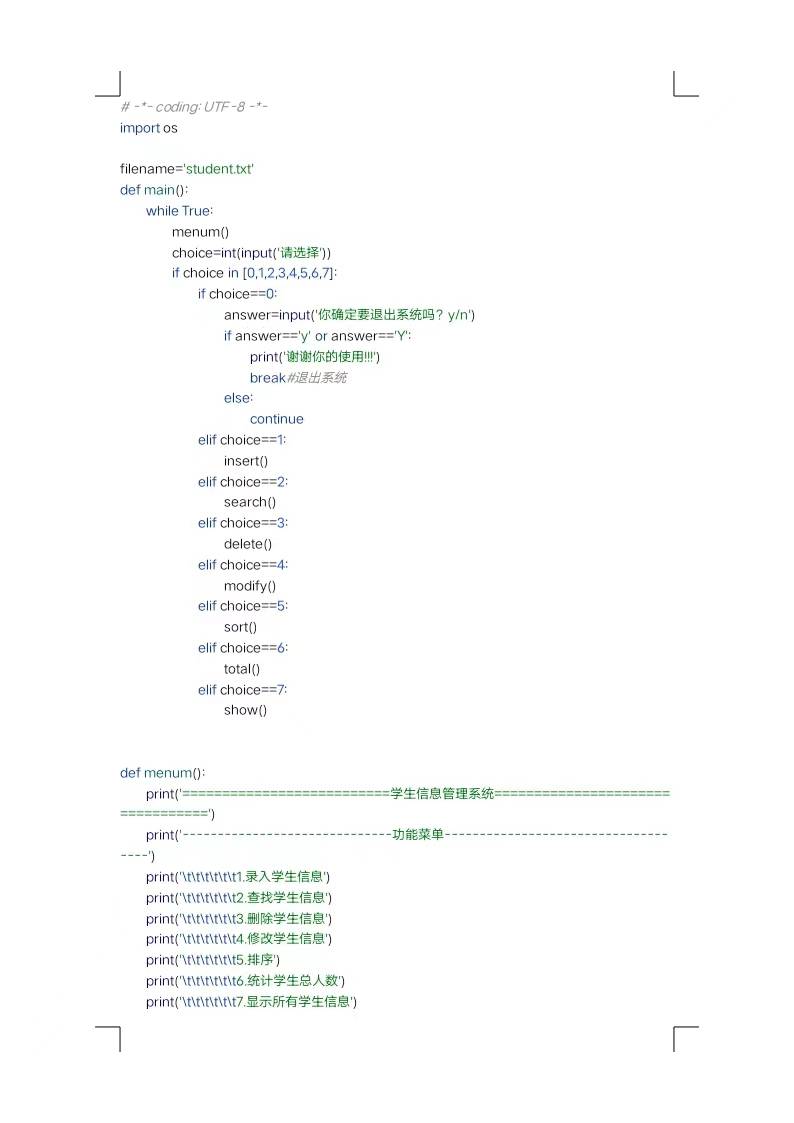 # -*- coding: UTF-8 -*-
import os
filename='student.txt'
def main():
while True:
menum()
choice=int(input('请选择'))
if choice in [0,1,2,3,4,5,6,7]:
if choice==0:
answer=input('你确定要退出系统吗？y/n')
if answer=='y' or answer=='Y':
print('谢谢你的使用!!!')
break#退出系统
else:
continue
elif choice==1:
insert()
elif choice==2:
search()
elif choice==3:
delete()
elif choice==4:
modify()
elif choice==5:
sort()
elif choice==6:
total()
elif choice==7:
show()
def menum():
print('==========================学生信息管理系统======================
===========')
print('------------------------------功能菜单--------------------------------
----')
print('\t\t\t\t\t\t1.录入学生信息')
print('\t\t\t\t\t\t2.查找学生信息')
print('\t\t\t\t\t\t3.删除学生信息')
print('\t\t\t\t\t\t4.修改学生信息')
print('\t\t\t\t\t\t5.排序')
print('\t\t\t\t\t\t6.统计学生总人数')
print('\t\t\t\t\t\t7.显示所有学生信息')